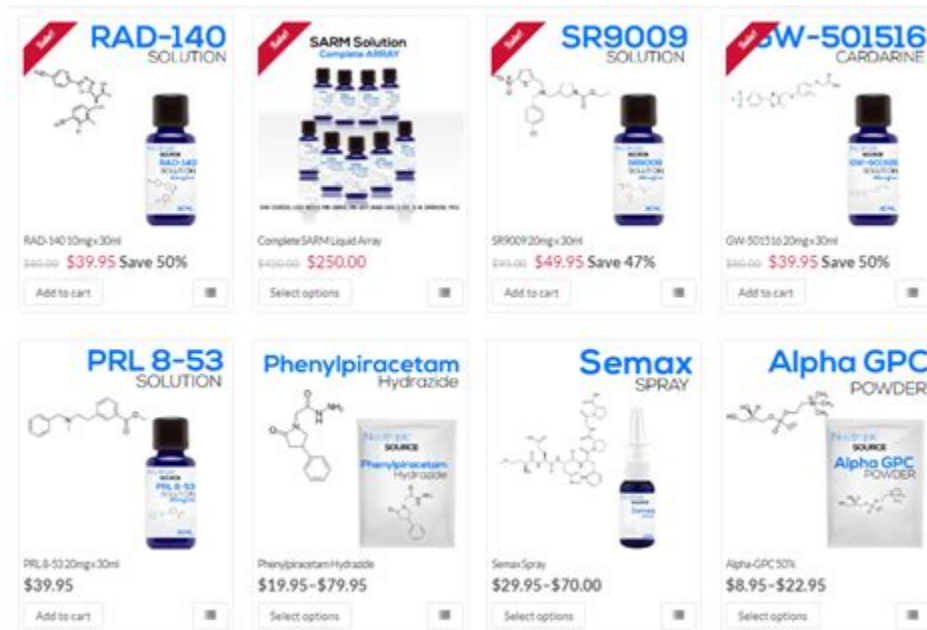 Sale!
RAD-140
SOLUTION
RAD-140 10mg x 30ml
$80.00 $39.95 Save 50%
Add to cart
Sale!
SARM Solution
Complete ARRAY
Complete SARM Liquid Array
$250.00
Select options
Sale!
SR9009
SOLUTION
SR9009 20mg x 30ml
$95.00 $49.95 Save 47%
Add to cart
Sale!
GW-501516
CARDARINE
GW-501516 20mg x 30ml
$80.00 $39.95 Save 50%
Add to cart
PRL 8-53
SOLUTION
PRL 8-53 20mg x 30ml
$39.95
Add to cart
Phenylpiracetam
Hydrazide
SOURCE
Phenylpiracetam
Hydrazide
Phenylpiracetam Hydrazide
$19.95–$79.95
Select options
Semax
SPRAY
Semax Spray
$29.95–$70.00
Select options
Alpha GPC
POWDER
SOURCE
Alpha GPC
POWDER
Alpha-GPC 50%
$8.95–$22.95
Select options